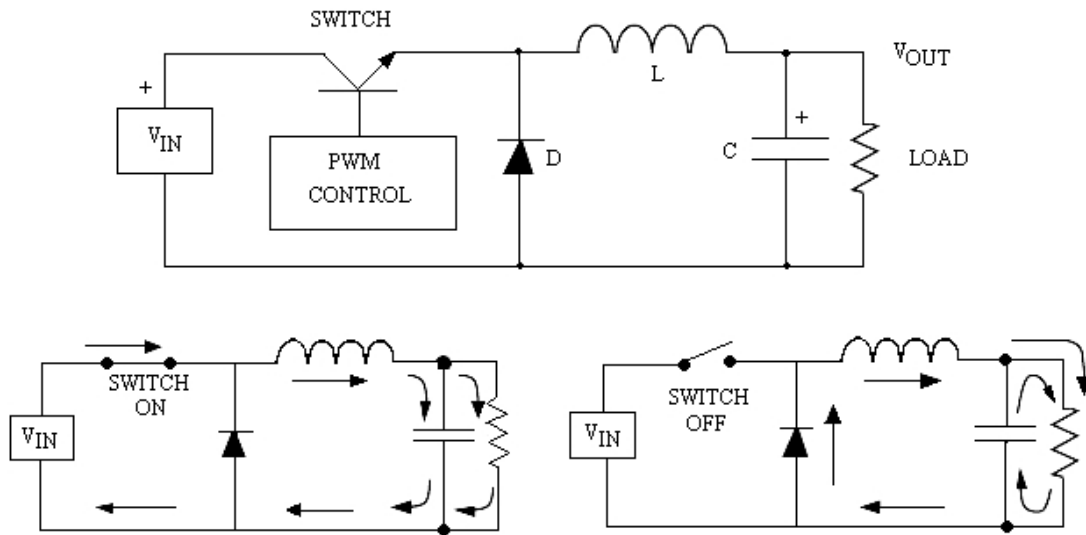 SWITCH
L
VOUT
+
VIN
PWM
CONTROL
D
C
+
LOAD
SWITCH
ON
VIN
SWITCH
OFF
VIN